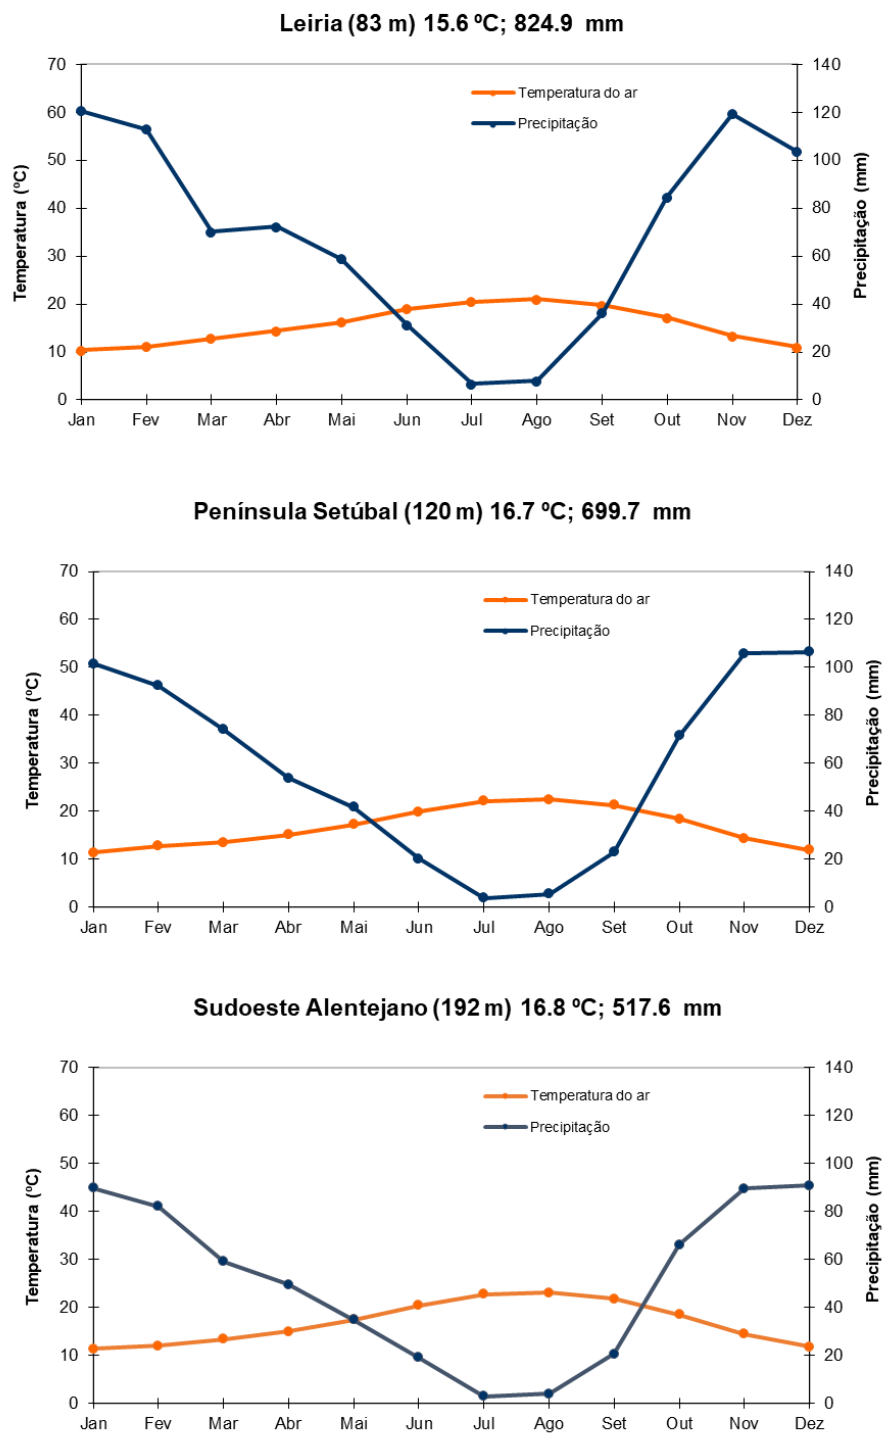 Leiria (83 m) 15.6 ºC; 824.9 mm
70 140
Temperatura do ar
60 120
Precipitação
50 100
40 80
30 60
20 40
10 20
0 0
Temperatura (ºC)
Precipitação (mm)
Jan Fev Mar Abr Mai Jun Jul Ago Set Out Nov Dez
Península Setúbal (120 m) 16.7 ºC; 699.7 mm
70 140
Temperatura do ar
60 120
Precipitação
50 100
40 80
30 60
20 40
10 20
0 0
Temperatura (ºC)
Precipitação (mm)
Jan Fev Mar Abr Mai Jun Jul Ago Set Out Nov Dez
Sudoeste Alentejano (192 m) 16.8 ºC; 517.6 mm
70 140
Temperatura do ar
60 120
Precipitação
50 100
40 80
30 60
20 40
10 20
0 0
Temperatura (ºC)
Precipitação (mm)
Jan Fev Mar Abr Mai Jun Jul Ago Set Out Nov Dez